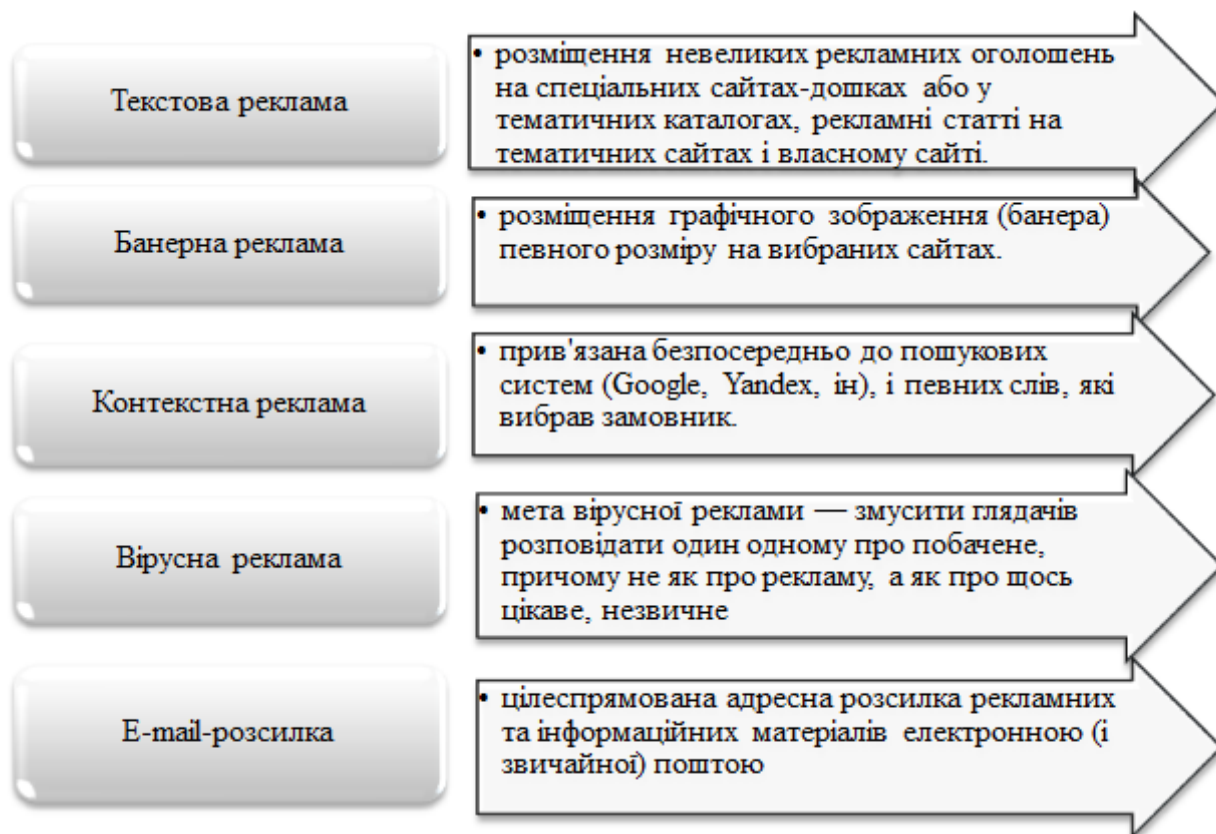 Текстова реклама
• розміщення невеликих рекламних оголошень
на спеціальних сайтах-дошках або у
тематичних каталогах, рекламні статті на
тематичних сайтах і власному сайті.
Банерна реклама
• розміщення графічного зображення (банера)
певного розміру на вибраних сайтах.
Контекстна реклама
• прив'язана безпосередньо до пошукових
систем (Google, Yandex, ін), і певних слів, які
вибрав замовник.
Вірусна реклама
• мета вірусної реклами — змусити глядачів
розповідати один одному про побачене,
причому не як про рекламу, а як про щось
цікаве, незвичне
E-mail-розсилка
• цілеспрямована адресна розсилка рекламних
та інформаційних матеріалів електронною (і
звичайної) поштою